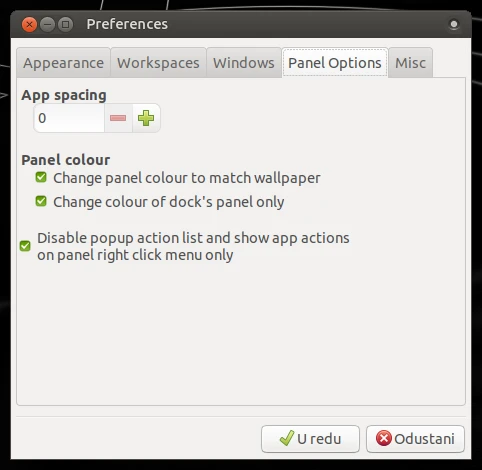 Preferences
Appearance Workspaces Windows Panel Options Misc
App spacing
0
Panel colour
Change panel colour to match wallpaper
Change colour of dock's panel only
Disable popup action list and show app actions
on panel right click menu only
U redu Odustani